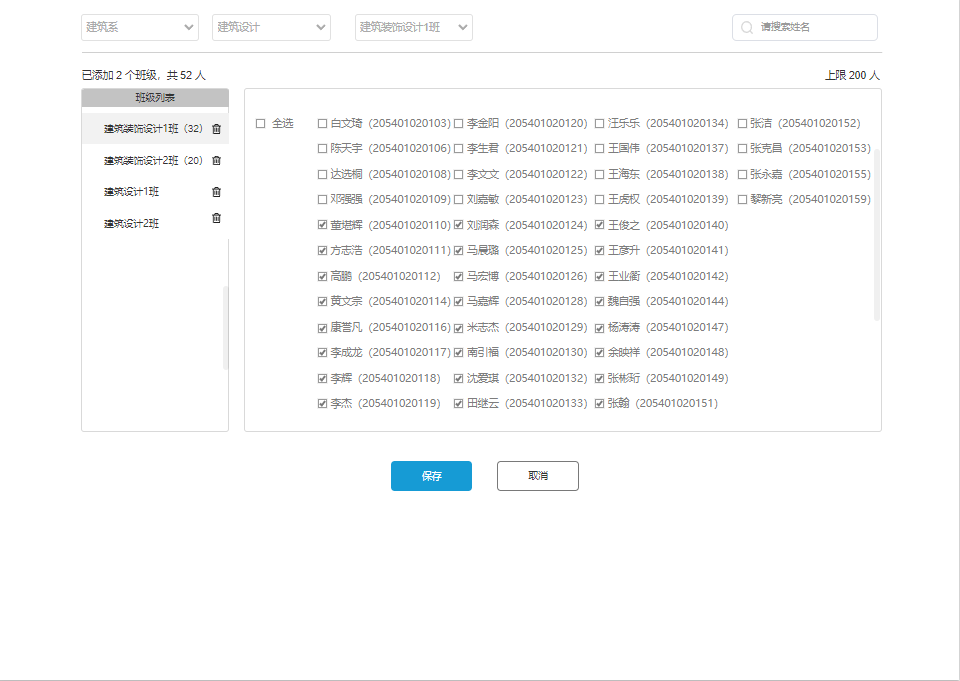 建筑系 建筑设计 建筑装饰设计1班 请搜索姓名
已添加 2 个班级，共 52 人 上限 200 人
班级列表
建筑装饰设计1班（32）
建筑装饰设计2班（20）
建筑设计1班
建筑设计2班
全选 白文琦（205401020103） 李金阳（205401020120） 汪乐乐（205401020134） 张洁（205401020152）
陈天宇（205401020106） 李生君（205401020121） 王国伟（205401020137） 张克昌（205401020153）
达选桐（205401020108） 李文文（205401020122） 王海东（205401020138） 张永嘉（205401020155）
邓强强（205401020109） 刘嘉敏（205401020123） 王虎权（205401020139） 黎新亮（205401020159）
董堪辉（205401020110） 刘润森（205401020124） 王俊之（205401020140）
方志浩（205401020111） 马晨璐（205401020125） 王彦升（205401020141）
高鹏（205401020112） 马宏博（205401020126） 王业衢（205401020142）
黄文宗（205401020114） 马嘉辉（205401020128） 魏自强（205401020144）
康誉凡（205401020116） 米志杰（205401020129） 杨涛涛（205401020147）
李成龙（205401020117） 南引福（205401020130） 余映祥（205401020148）
李辉（205401020118） 沈爱琪（205401020132） 张彬珩（205401020149）
李杰（205401020119） 田继云（205401020133） 张翰（205401020151）
保存 取消